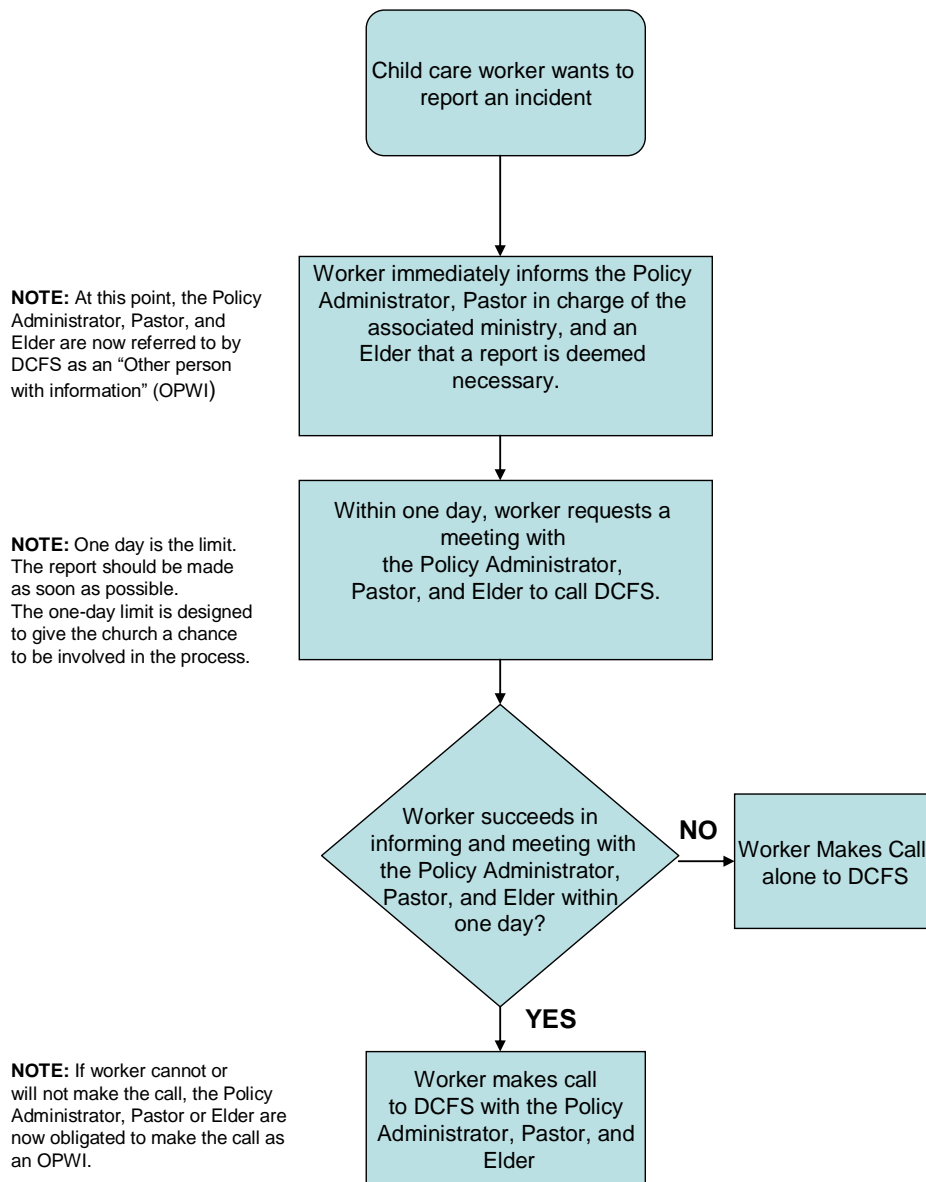 Child care worker wants to
report an incident
Worker immediately informs the Policy
Administrator, Pastor in charge of the
associated ministry, and an
Elder that a report is deemed
necessary.
NOTE: At this point, the Policy
Administrator, Pastor, and
Elder are now referred to by
DCFS as an “Other person
with information” (OPWI)
Within one day, worker requests a
meeting with
the Policy Administrator,
Pastor, and Elder to call DCFS.
NOTE: One day is the limit.
The report should be made
as soon as possible.
The one-day limit is designed
to give the church a chance
to be involved in the process.
Worker succeeds in
informing and meeting with
the Policy Administrator,
Pastor, and Elder within
one day?
NO
Worker Makes Call
alone to DCFS
YES
Worker makes call
to DCFS with the Policy
Administrator, Pastor, and
Elder
NOTE: If worker cannot or
will not make the call, the Policy
Administrator, Pastor or Elder are
now obligated to make the call as
an OPWI.